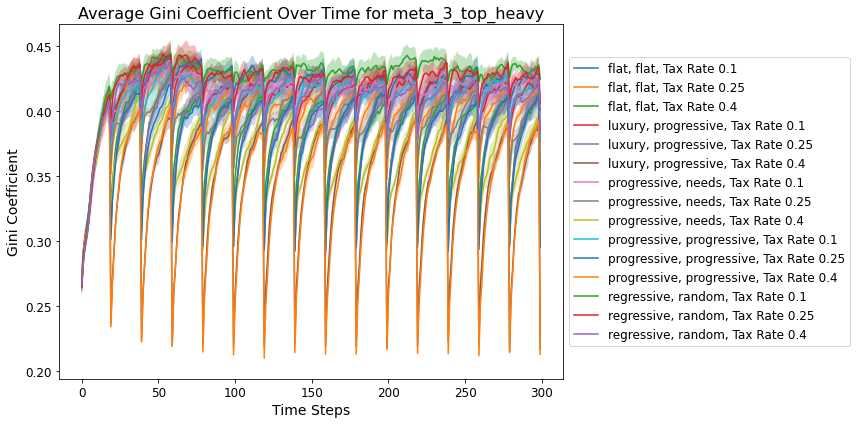 Average Gini Coefficient Over Time for meta_3_top_heavy
Gini Coefficient
0.45
0.40
0.35
0.30
0.25
0.20
0
50
100
150
200
250
300
Time Steps
flat, flat, Tax Rate 0.1
flat, flat, Tax Rate 0.25
flat, flat, Tax Rate 0.4
luxury, progressive, Tax Rate 0.1
luxury, progressive, Tax Rate 0.25
luxury, progressive, Tax Rate 0.4
progressive, needs, Tax Rate 0.1
progressive, needs, Tax Rate 0.25
progressive, needs, Tax Rate 0.4
progressive, progressive, Tax Rate 0.1
progressive, progressive, Tax Rate 0.25
progressive, progressive, Tax Rate 0.4
regressive, random, Tax Rate 0.1
regressive, random, Tax Rate 0.25
regressive, random, Tax Rate 0.4